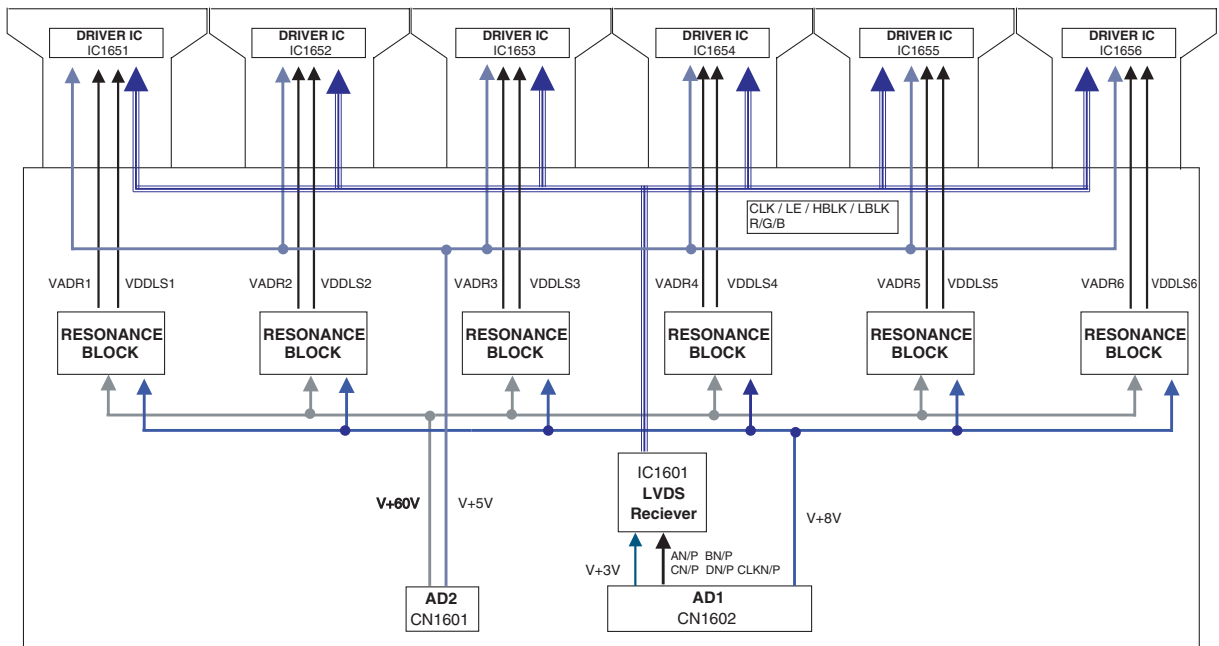 DRIVER IC
IC1651
DRIVER IC
IC1652
DRIVER IC
IC1653
DRIVER IC
IC1654
DRIVER IC
IC1655
DRIVER IC
IC1656
CLK / LE / HBLK / LBLK
R/G/B
VADR1
VDDLS1
VADR2
VDDLS2
VADR3
VDDLS3
VADR4
VDDLS4
VADR5
VDDLS5
VADR6
VDDLS6
RESONANCE
BLOCK
RESONANCE
BLOCK
RESONANCE
BLOCK
RESONANCE
BLOCK
RESONANCE
BLOCK
RESONANCE
BLOCK
IC1601
LVDS
Reciever
V+60V
V+5V
V+8V
V+3V
AN/P BN/P
CN/P DN/P CLKN/P
AD2
CN1601
AD1
CN1602